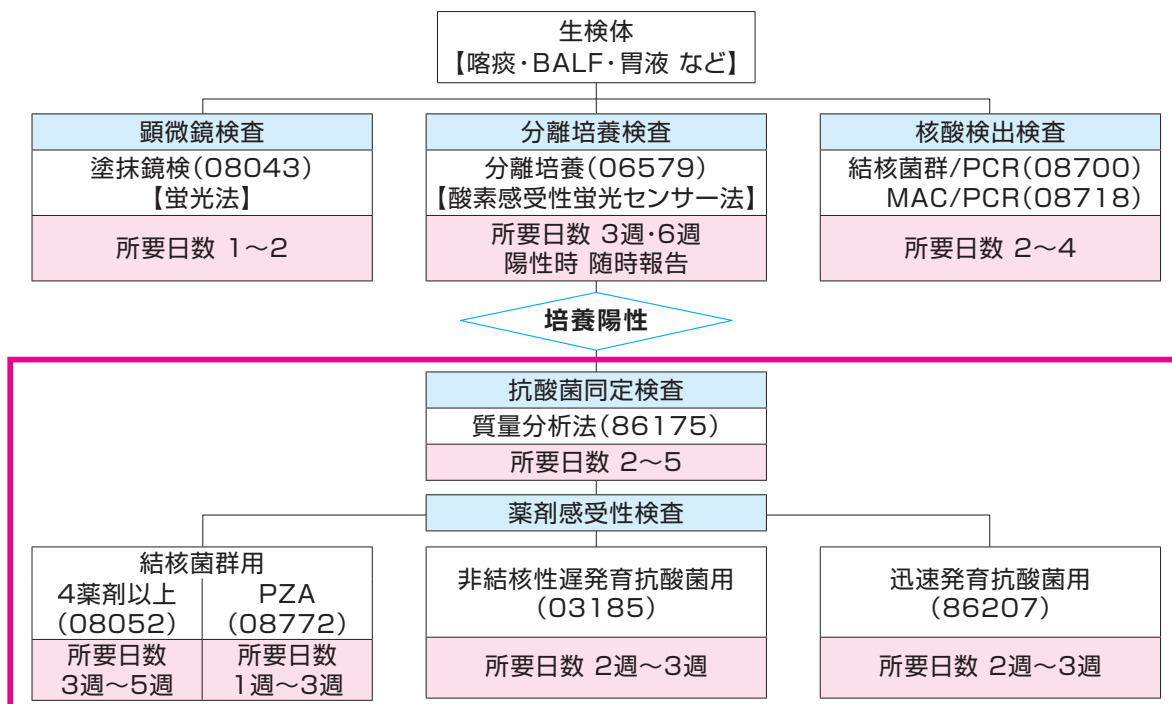 生検体
【喀痰・BALF・胃液 など】
顕微鏡検査
塗抹鏡検(08043)
【蛍光法】
所要日数 1～2
分離培養検査
分離培養(06579)
【酸素感受性蛍光センサー法】
所要日数 3週・6週
陽性時 随時報告
核酸検出検査
結核菌群/PCR(08700)
MAC/PCR(08718)
所要日数 2～4
培養陽性
抗酸菌同定検査
質量分析法(86175)
所要日数 2～5
薬剤感受性検査
結核菌群用
4薬剤以上
(08052)
所要日数
3週～5週
PZA
(08772)
所要日数
1週～3週
非結核性遅発育抗酸菌用
(03185)
所要日数 2週～3週
迅速発育抗酸菌用
(86207)
所要日数 2週～3週